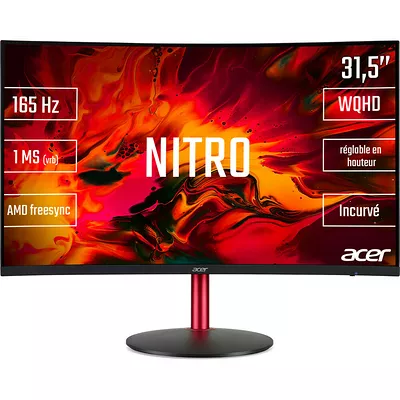 31,5"
165 Hz
WQHD
1 MS (vrb)
NITRO
réglable en
hauteur
AMD freesync
Incurvé
acer
acer